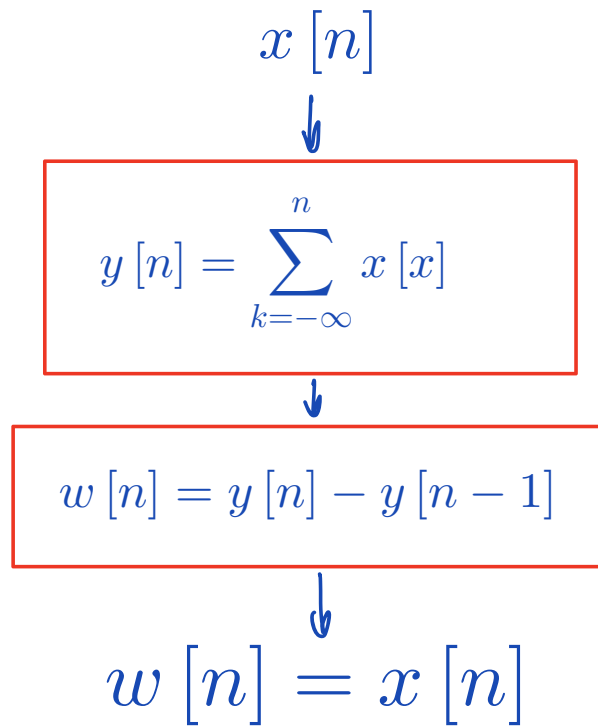 x [n]
y [n] = \sum_{k=-\infty}^{n} x [x]
w [n] = y [n] − y [n − 1]
w [n] = x [n]